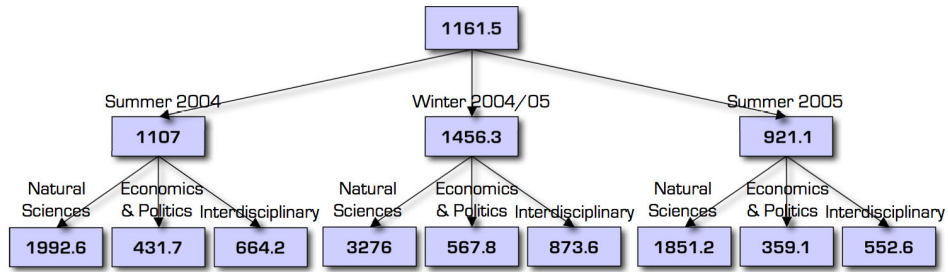 1161.5
Summer 2004
Winter 2004/05
Summer 2005
1107
1456.3
921.1
Natural
Sciences
Economics
& Politics
Interdisciplinary
Natural
Sciences
Economics
& Politics
Interdisciplinary
Natural
Sciences
Economics
& Politics
Interdisciplinary
1992.6
431.7
664.2
3276
567.8
873.6
1851.2
359.1
552.6